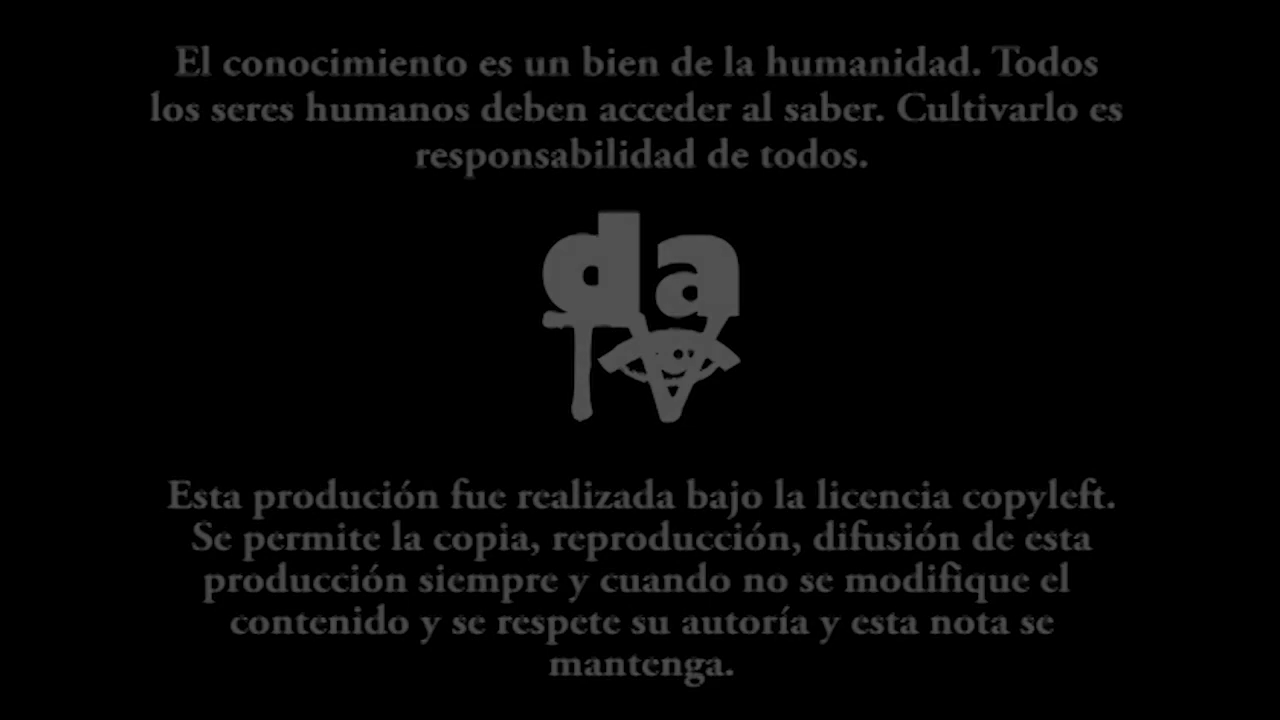 El conocimiento es un bien de la humanidad. Todos
los seres humanos deben acceder al saber. Cultivarlo es
responsabilidad de todos.
da
TV
Esta produción fue realizada bajo la licencia copyleft.
Se permite la copia, reproducción, difusión de esta
producción siempre y cuando no se modifique el
contenido y se respete su autoría y esta nota se
mantenga.